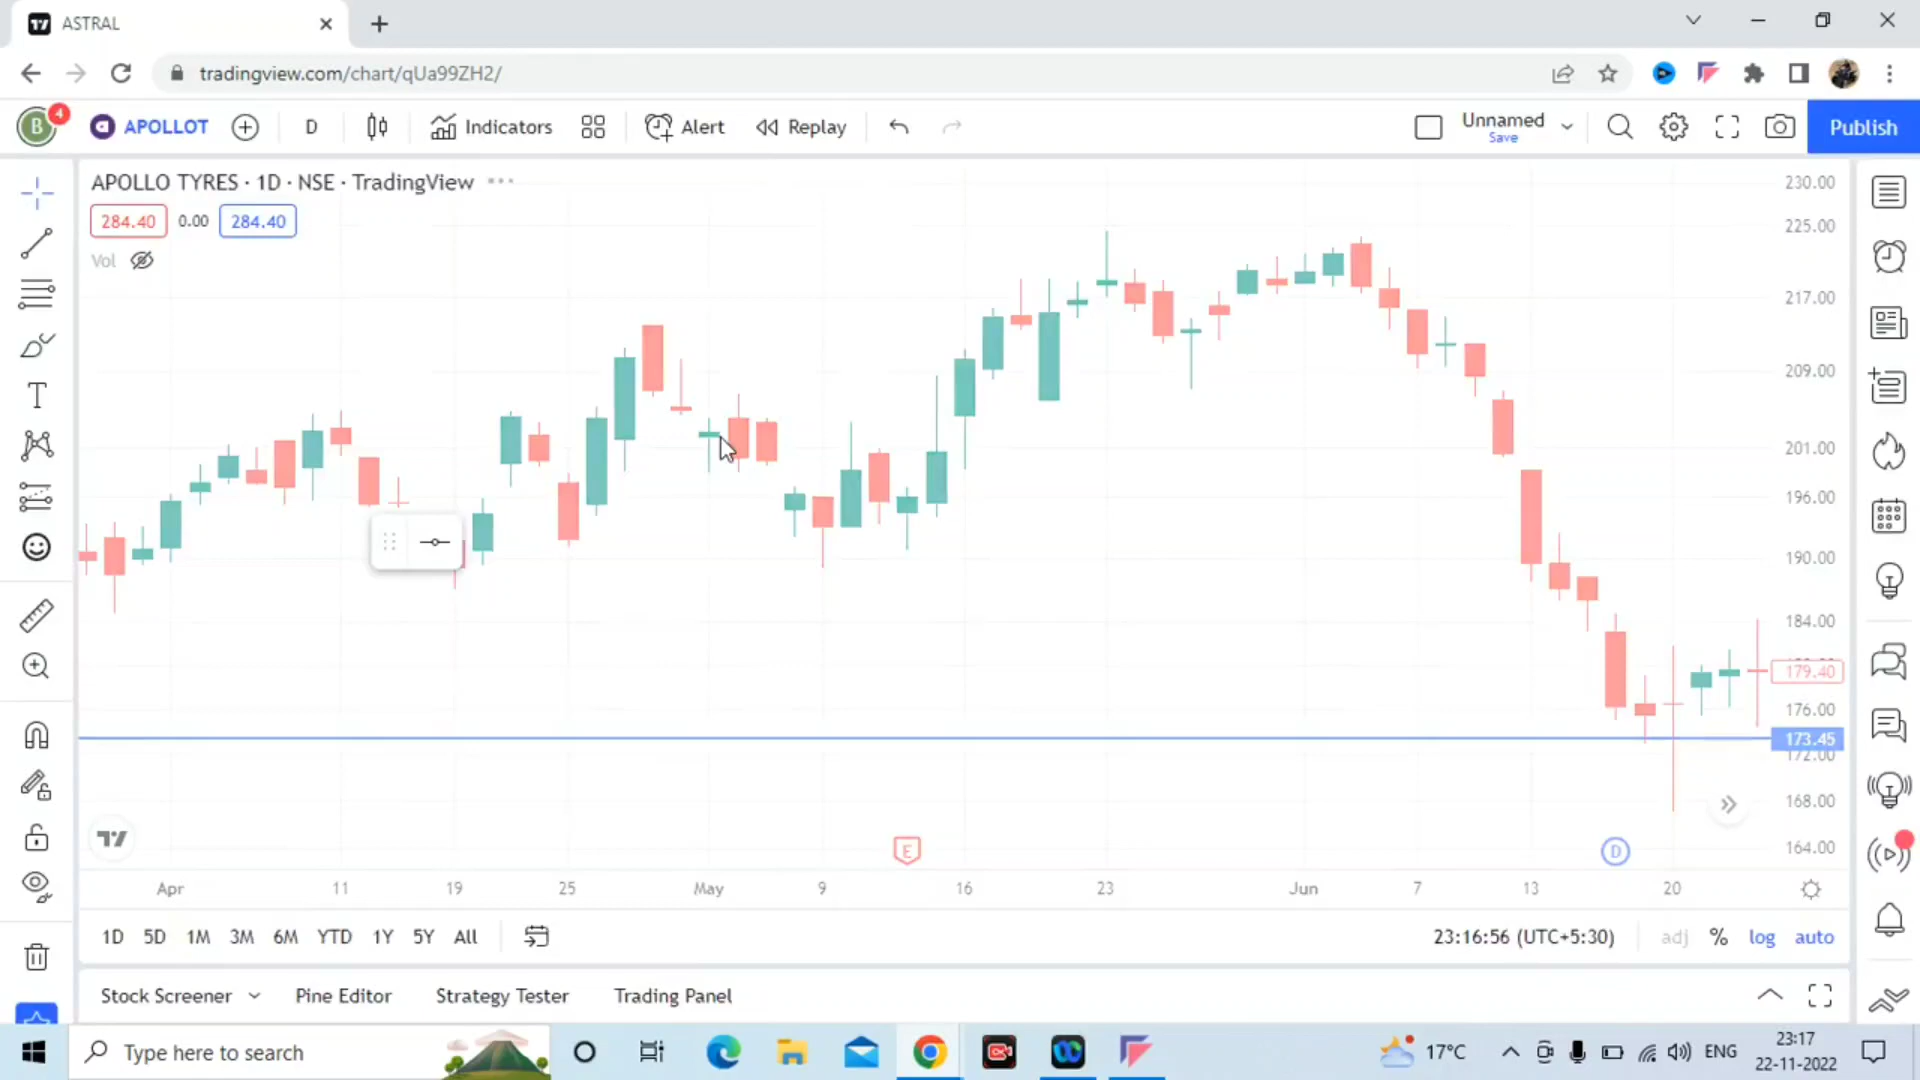 ASTRAL
tradingview.com/chart/qUa99ZH2/
B
4
APOLLOT
D
Indicators
Alert
Replay
Unnamed
Save
Publish
APOLLO TYRES · 1D · NSE · TradingView
284.40
0.00
284.40
Vol
230.00
225.00
217.00
209.00
201.00
196.00
190.00
184.00
179.40
176.00
173.45
172.00
168.00
164.00
E
D
Apr
11
19
25
May
9
16
23
Jun
7
13
20
1D 5D 1M 3M 6M YTD 1Y 5Y All
23:16:56 (UTC+5:30)
adj % log auto
Stock Screener
Pine Editor
Strategy Tester
Trading Panel
Type here to search
17°C
ENG
23:17
22-11-2022